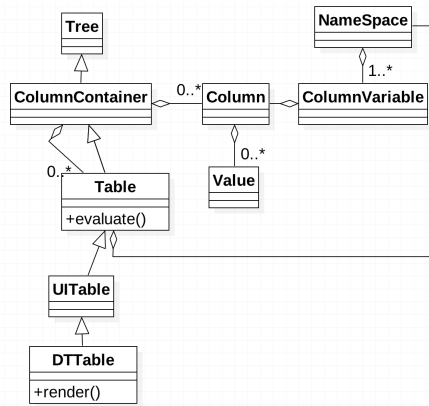 NameSpace
Tree
1..*
0..*
ColumnContainer
Column
ColumnVariable
0..*
0..*
Table
Value
+evaluate()
UITable
DTTable
+render()